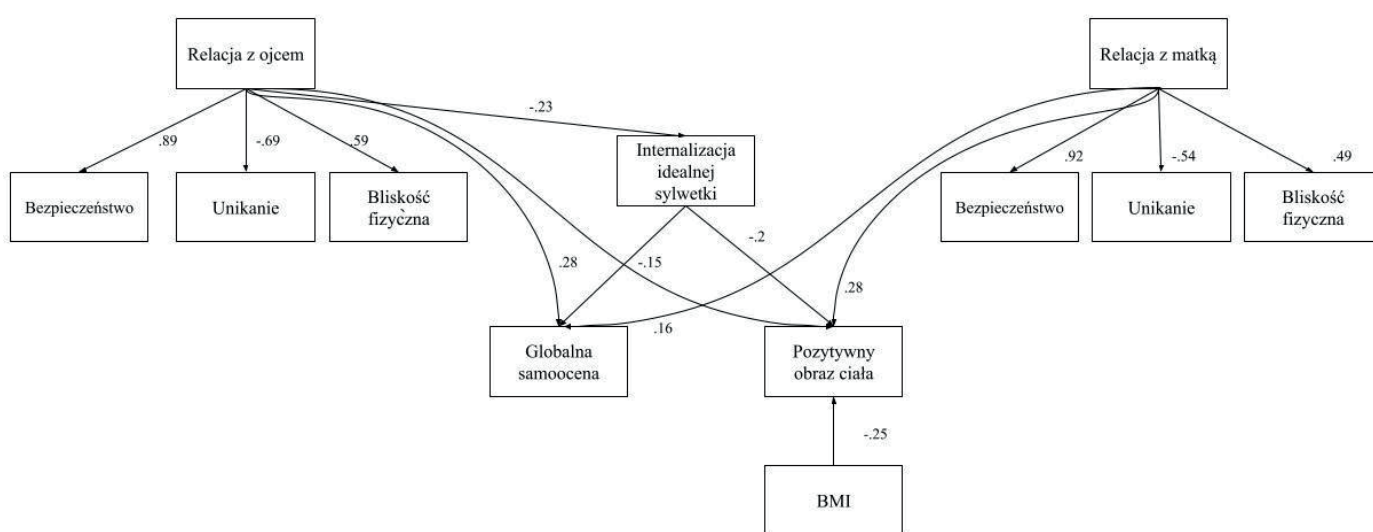 Relacja z ojcem
Relacja z matką
-.23
.89
-.69
.59
Internalizacja
idealnej
sylwetki
.92
-.54
.49
Bezpieczeństwo
Unikanie
Bliskość
fizyczna
Bezpieczeństwo
Unikanie
Bliskość
fizyczna
-.2
.28
-.15
.28
.16
Globalna
samoocena
Pozytywny
obraz ciała
-.25
BMI